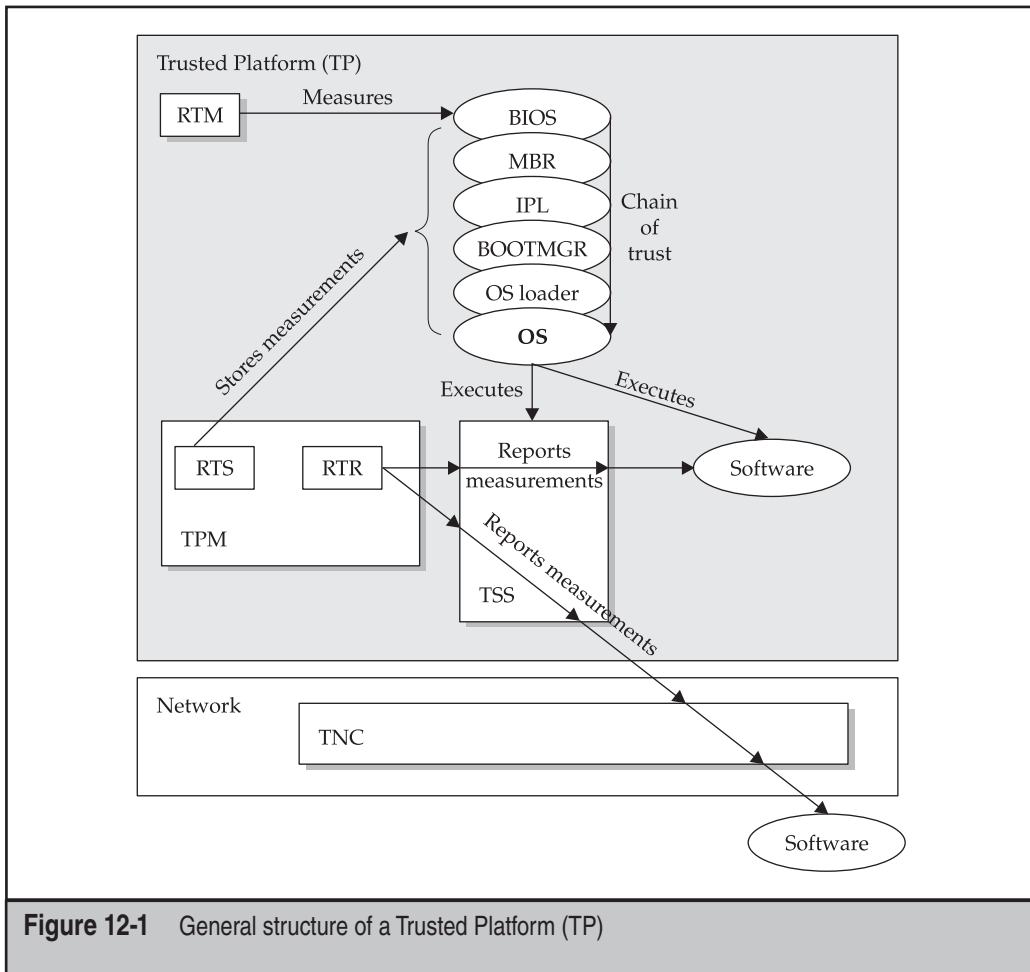 Trusted Platform (TP)
RTM
Measures
BIOS
MBR
IPL
BOOTMGR
OS loader
OS
Chain
of
trust
Stores measurements
Executes
Executes
RTS
RTR
TPM
Reports
measurements
TSS
Software
Reports measurements
Network
TNC
Software
Figure 12-1 General structure of a Trusted Platform (TP)